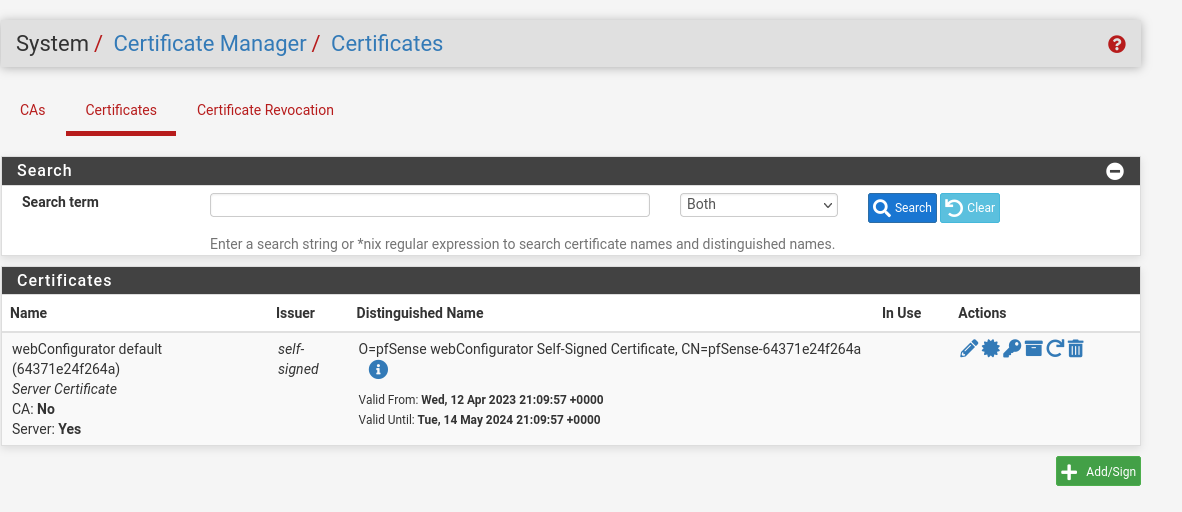 System / Certificate Manager / Certificates
CAs Certificates Certificate Revocation
Search
Search term Both Search Clear
Enter a search string or *nix regular expression to search certificate names and distinguished names.
Certificates
Name Issuer Distinguished Name In Use Actions
webConfigurator default self- O=pfSense webConfigurator Self-Signed Certificate, CN=pfSense-64371e24f264a
(64371e24f264a) signed
Server Certificate Valid From: Wed, 12 Apr 2023 21:09:57 +0000
CA: No Valid Until: Tue, 14 May 2024 21:09:57 +0000
Server: Yes
Add/Sign